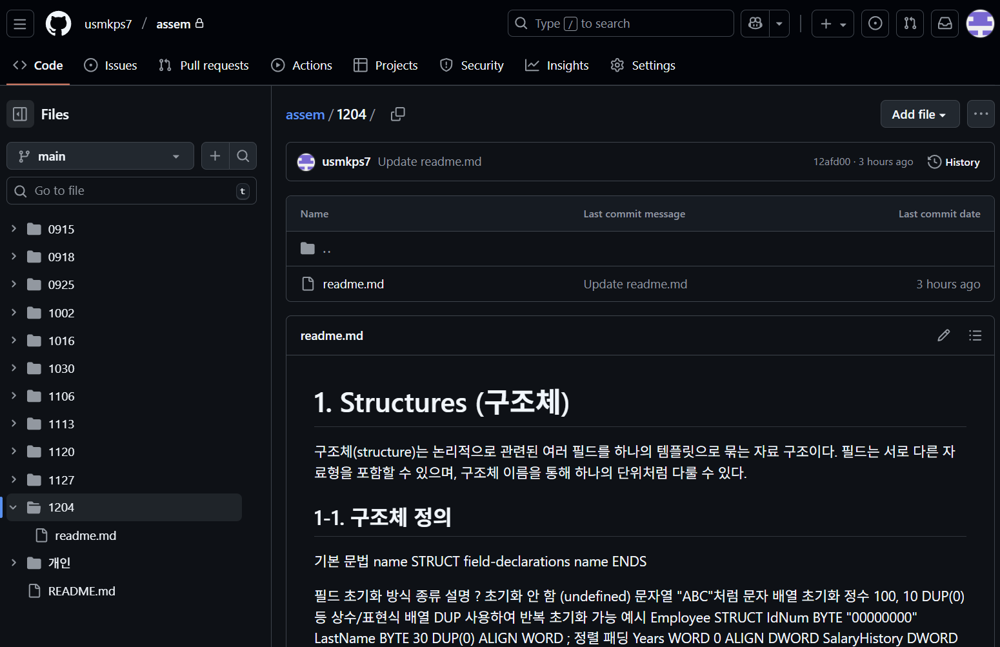 usmkps7 / assem
Type / to search
Code
Issues
Pull requests
Actions
Projects
Security
Insights
Settings
Files
main
Go to file
t
0915
0918
0925
1002
1016
1030
1106
1113
1120
1127
1204
readme.md
개인
README.md
assem / 1204 /
Add file
usmkps7 Update readme.md
12afd00 · 3 hours ago
History
Name Last commit message Last commit date
..
readme.md Update readme.md 3 hours ago
readme.md
1. Structures (구조체)
구조체(structure)는 논리적으로 관련된 여러 필드를 하나의 템플릿으로 묶는 자료 구조이다. 필드는 서로 다른 자
료형을 포함할 수 있으며, 구조체 이름을 통해 하나의 단위처럼 다룰 수 있다.
1-1. 구조체 정의
기본 문법 name STRUCT field-declarations name ENDS
필드 초기화 방식 종류 설명 ? 초기화 안 함 (undefined) 문자열 "ABC"처럼 문자 배열 초기화 정수 100, 10 DUP(0)
등 상수/표현식 배열 DUP 사용하여 반복 초기화 가능 예시 Employee STRUCT IdNum BYTE "00000000"
LastName BYTE 30 DUP(0) ALIGN WORD ; 정렬 패딩 Years WORD 0 ALIGN DWORD SalaryHistory DWORD